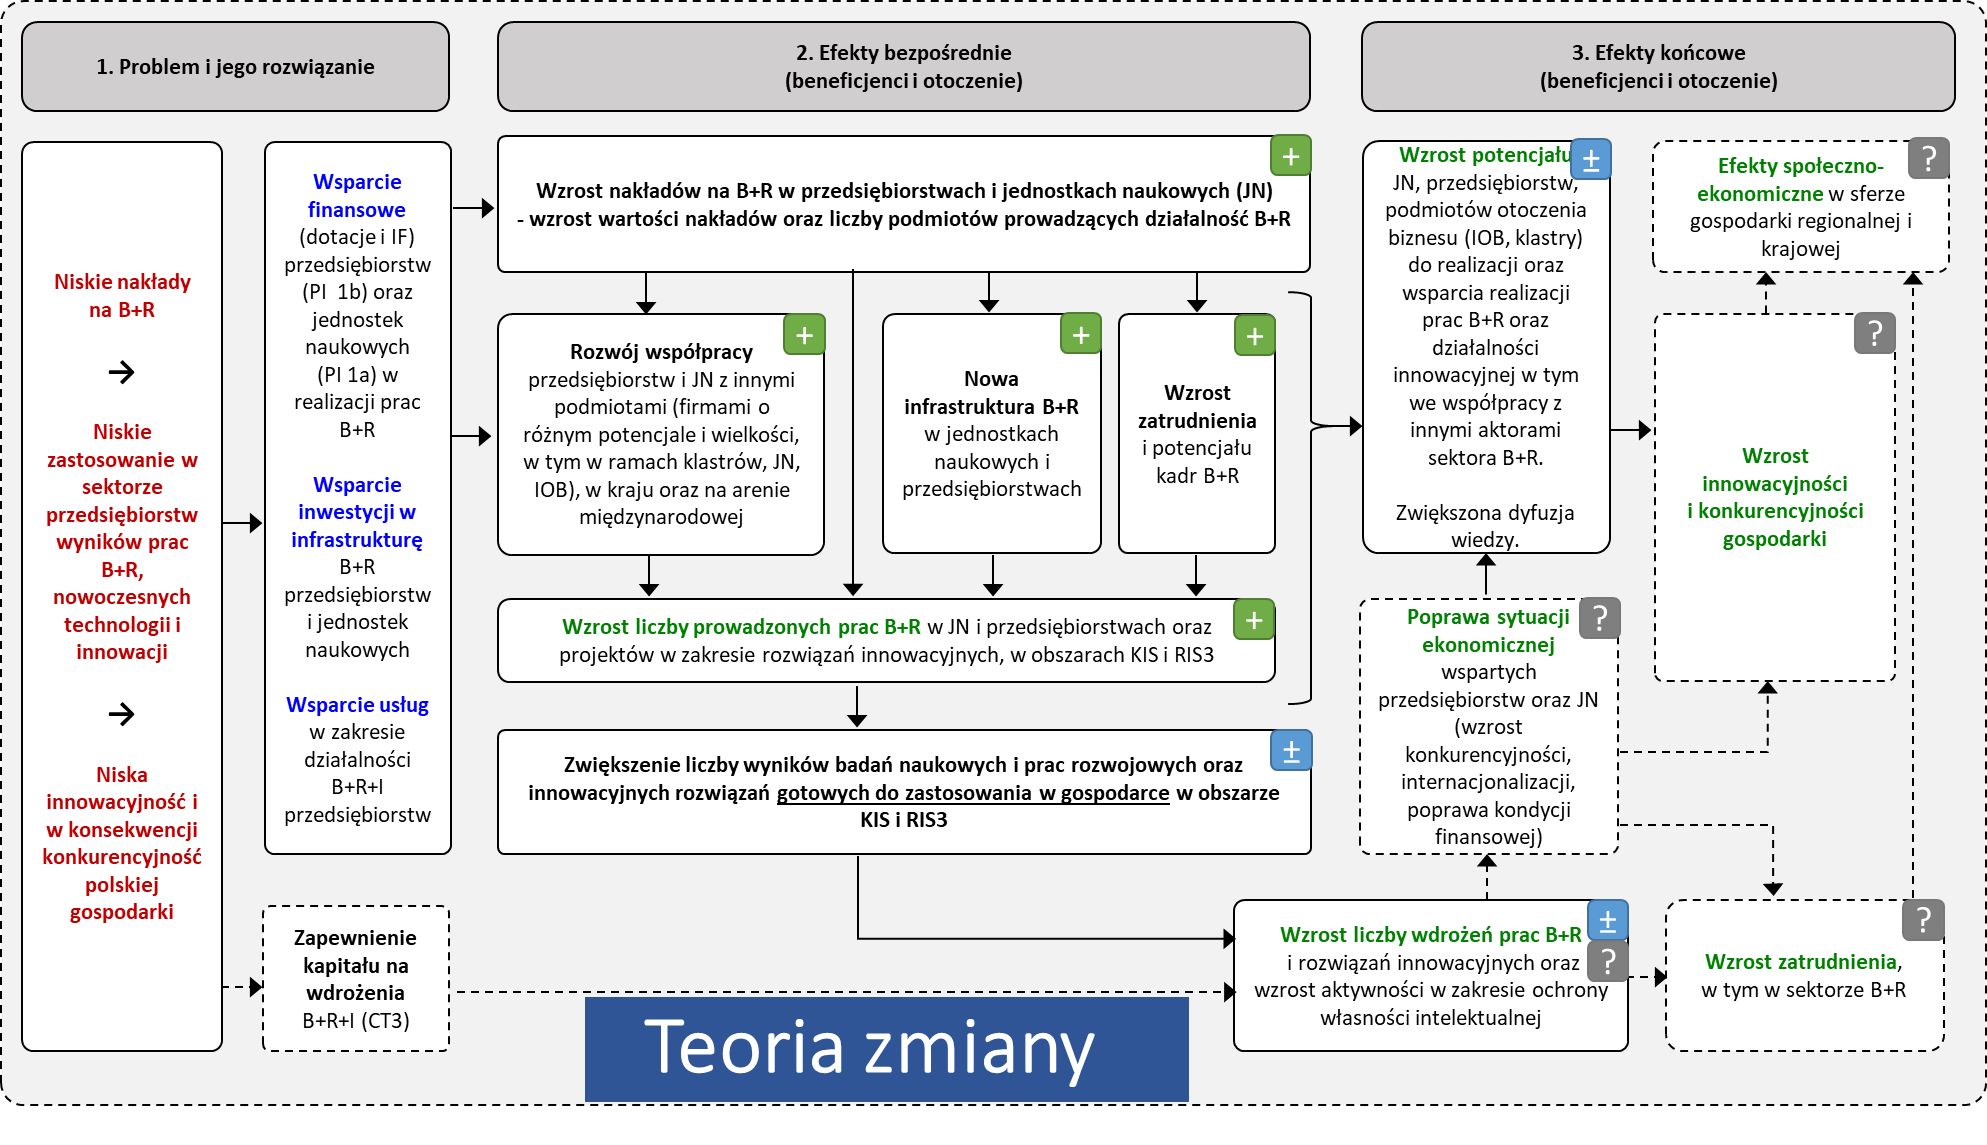 1. Problem i jego rozwiązanie
2. Efekty bezpośrednie
(beneficjenci i otoczenie)
3. Efekty końcowe
(beneficjenci i otoczenie)
Niskie nakłady
na B+R
→
Niskie
zastosowanie w
sektorze
przedsiębiorstw
wyników prac
B+R,
nowoczesnych
technologii i
innowacji
→
Niska
innowacyjność i
w konsekwencji
konkurencyjność
polskiej
gospodarki
Wsparcie
finansowe
(dotacje i IF)
przedsiębiorstw
(PI 1b) oraz
jednostek
naukowych
(PI 1a) w
realizacji prac
B+R
Wsparcie
inwestycji w
infrastrukturę
B+R
przedsiębiorstw
i jednostek
naukowych
Wsparcie usług
w zakresie
działalności
B+R+I
przedsiębiorstw
Zapewnienie
kapitału na
wdrożenia
B+R+I (CT3)
+
Wzrost nakładów na B+R w przedsiębiorstwach i jednostkach naukowych (JN)
- wzrost wartości nakładów oraz liczby podmiotów prowadzących działalność B+R
+
Rozwój współpracy
przedsiębiorstw i JN z innymi
podmiotami (firmami o
różnym potencjale i wielkości,
w tym w ramach klastrów, JN,
IOB), w kraju oraz na arenie
międzynarodowej
+
Nowa
infrastruktura B+R
w jednostkach
naukowych i
przedsiębiorstwach
+
Wzrost
zatrudnienia
i potencjału
kadr B+R
+
Wzrost liczby prowadzonych prac B+R w JN i przedsiębiorstwach oraz
projektów w zakresie rozwiązań innowacyjnych, w obszarach KIS i RIS3
±
Zwiększenie liczby wyników badań naukowych i prac rozwojowych oraz
innowacyjnych rozwiązań gotowych do zastosowania w gospodarce w obszarze
KIS i RIS3
±
Wzrost potencjału
JN, przedsiębiorstw,
podmiotów otoczenia
biznesu (IOB, klastry)
do realizacji oraz
wsparcia realizacji
prac B+R oraz
działalności
innowacyjnej w tym
we współpracy z
innymi aktorami
sektora B+R.
Zwiększona dyfuzja
wiedzy.
?
Poprawa sytuacji
ekonomicznej
wspartych
przedsiębiorstw oraz JN
(wzrost
konkurencyjności,
internacjonalizacji,
poprawa kondycji
finansowej)
±
?
Wzrost liczby wdrożeń prac B+R
i rozwiązań innowacyjnych oraz
wzrost aktywności w zakresie ochrony
własności intelektualnej
?
Efekty społeczno-
ekonomiczne w sferze
gospodarki regionalnej i
krajowej
?
Wzrost
innowacyjności
i konkurencyjności
gospodarki
?
Wzrost zatrudnienia,
w tym w sektorze B+R
Teoria zmiany